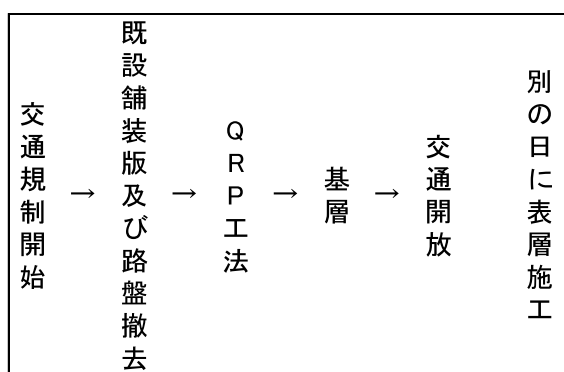 交通規制開始
→
既設舗装版及び路盤撤去
→
QRP工法
→
基層
→
交通開放
別の日に表層施工